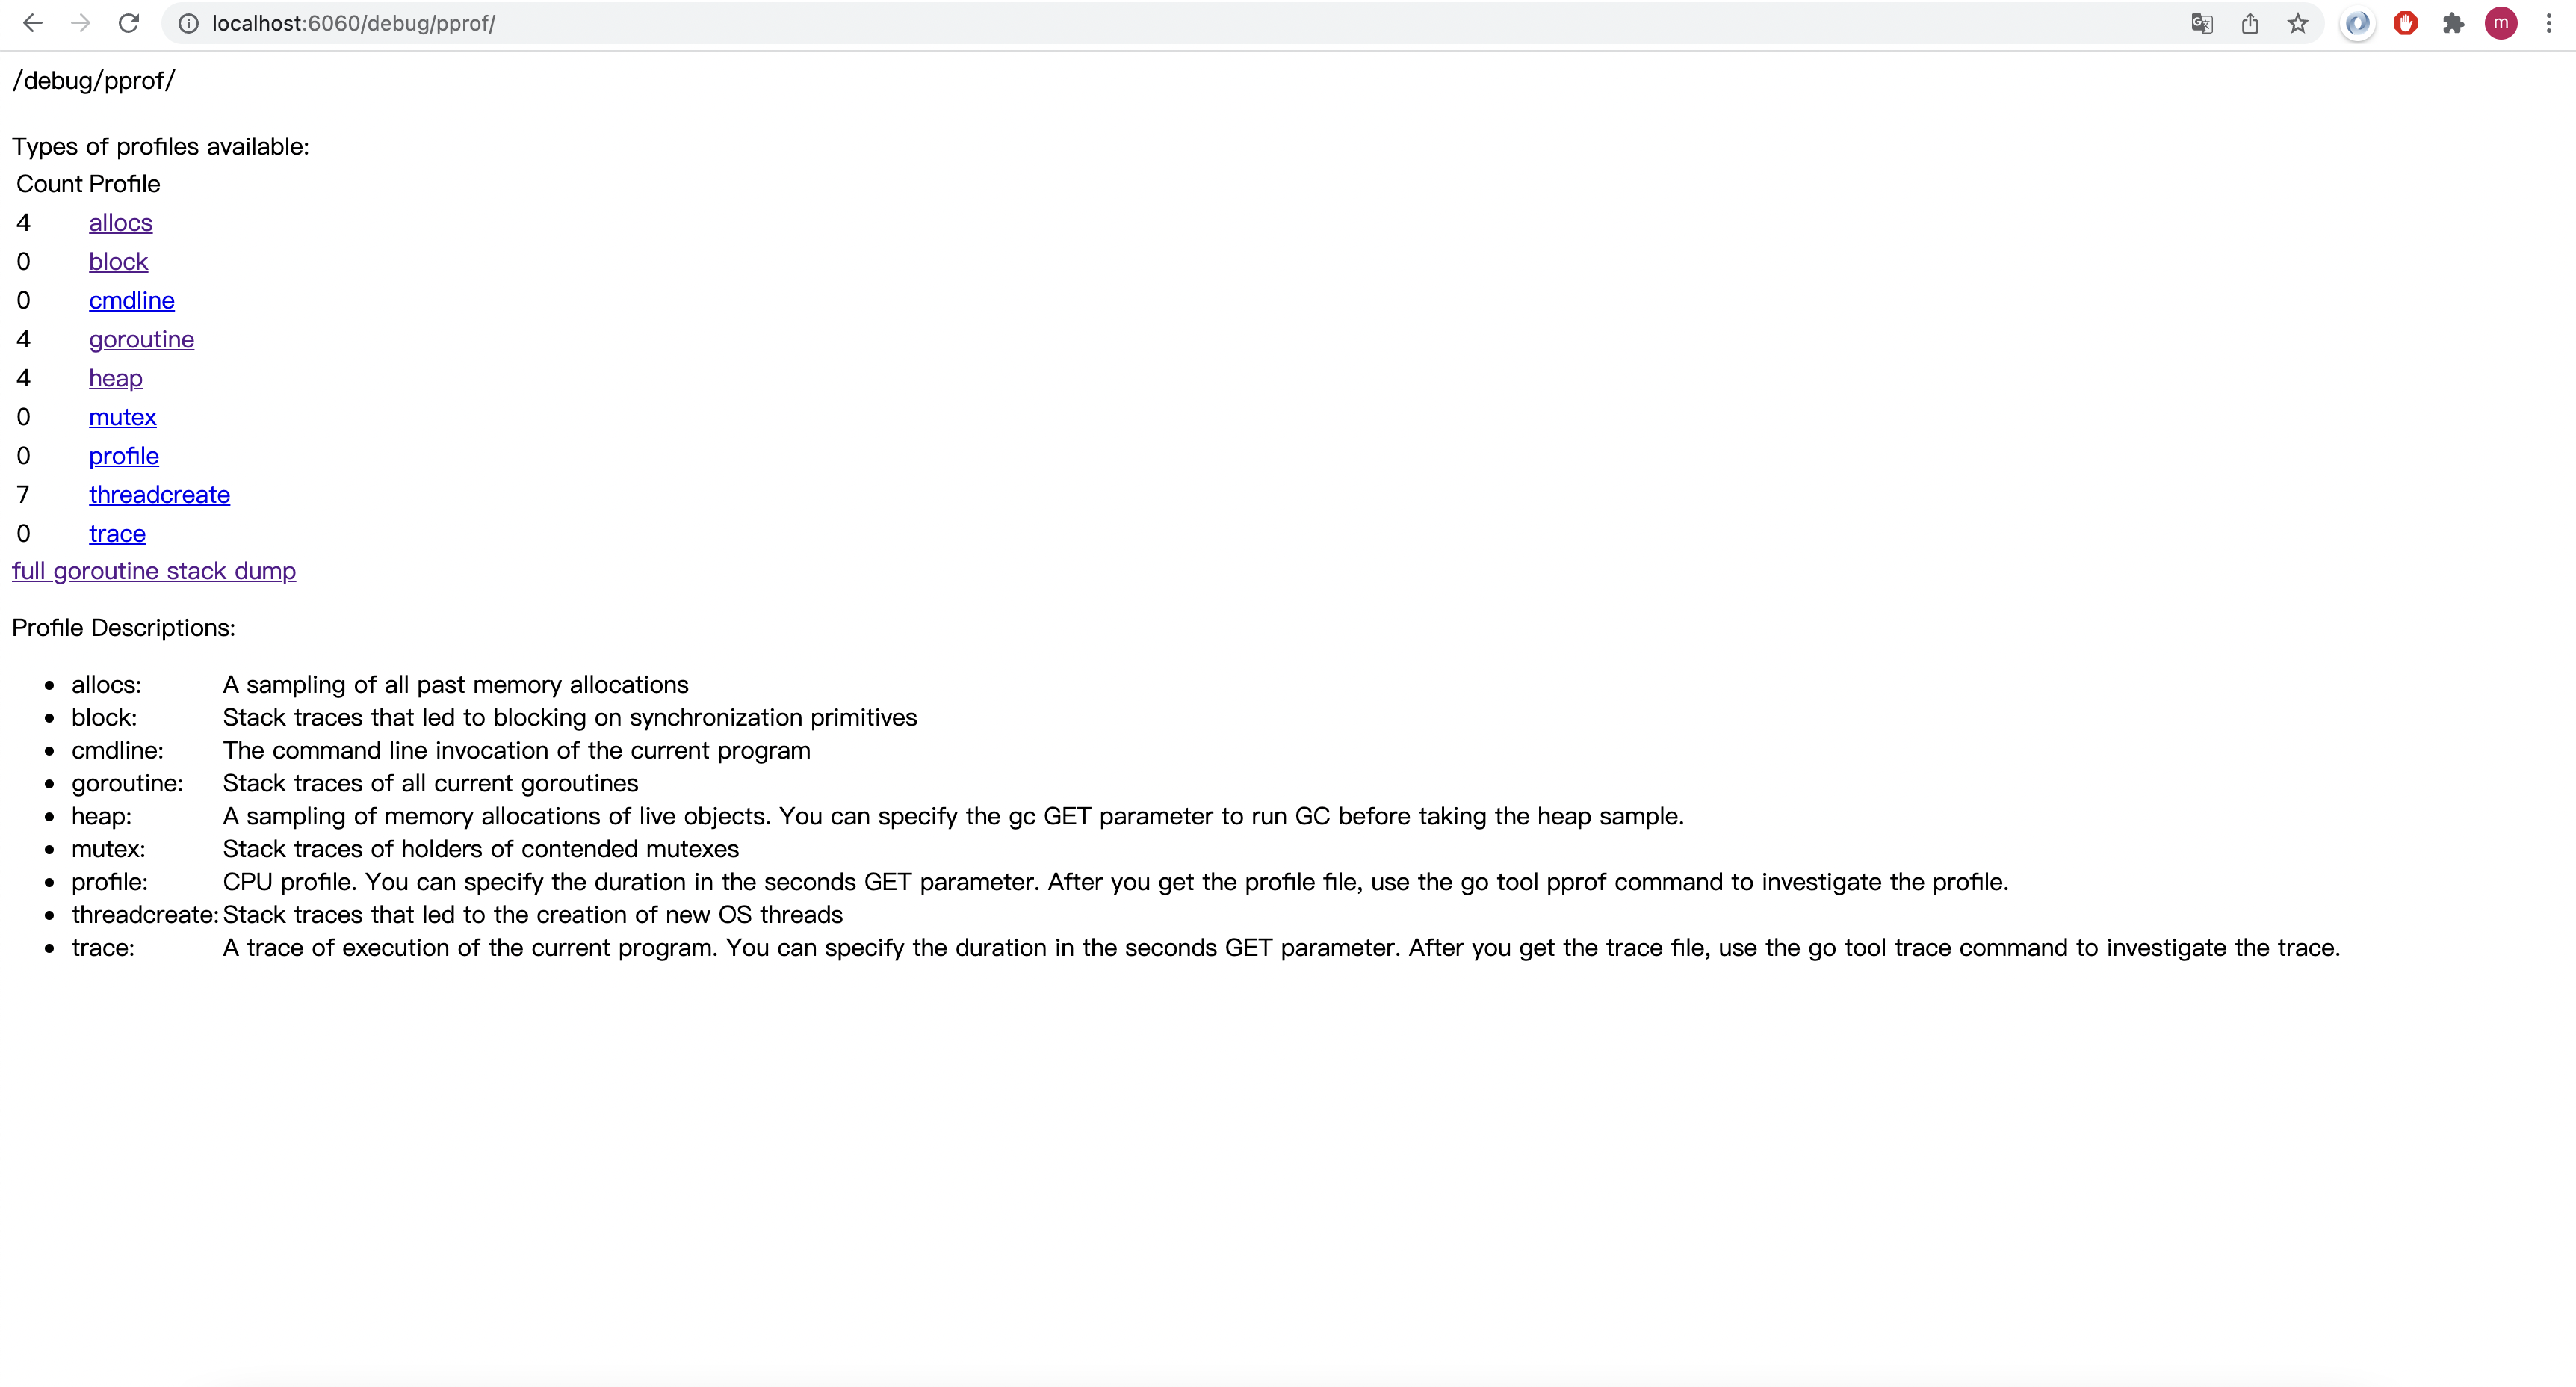 localhost:6060/debug/pprof/
m
/debug/pprof/
Types of profiles available:
Count Profile
4 allocs
0 block
0 cmdline
4 goroutine
4 heap
0 mutex
0 profile
7 threadcreate
0 trace
full goroutine stack dump
Profile Descriptions:
• allocs: A sampling of all past memory allocations
• block: Stack traces that led to blocking on synchronization primitives
• cmdline: The command line invocation of the current program
• goroutine: Stack traces of all current goroutines
• heap: A sampling of memory allocations of live objects. You can specify the gc GET parameter to run GC before taking the heap sample.
• mutex: Stack traces of holders of contended mutexes
• profile: CPU profile. You can specify the duration in the seconds GET parameter. After you get the profile file, use the go tool pprof command to investigate the profile.
• threadcreate: Stack traces that led to the creation of new OS threads
• trace: A trace of execution of the current program. You can specify the duration in the seconds GET parameter. After you get the trace file, use the go tool trace command to investigate the trace.